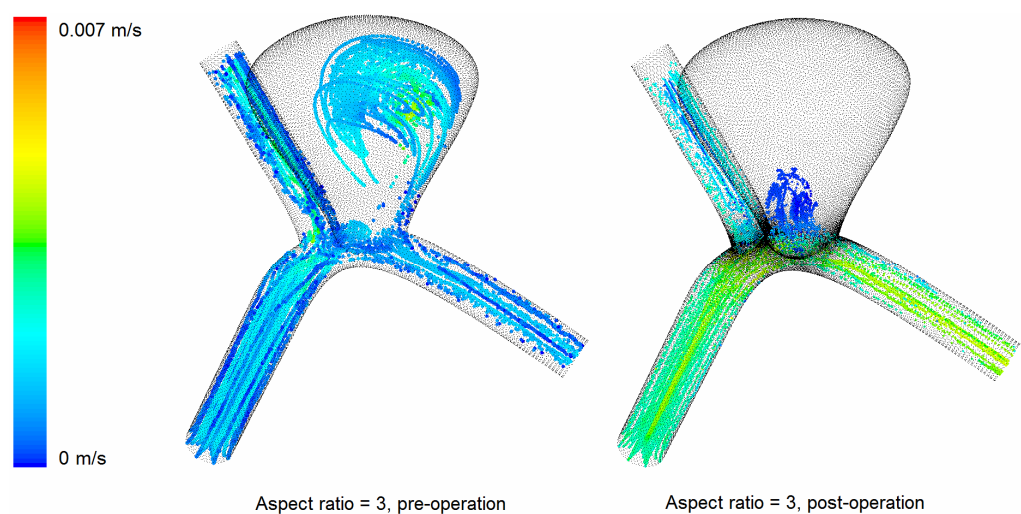 0.007 m/s
0 m/s
Aspect ratio = 3, pre-operation
Aspect ratio = 3, post-operation